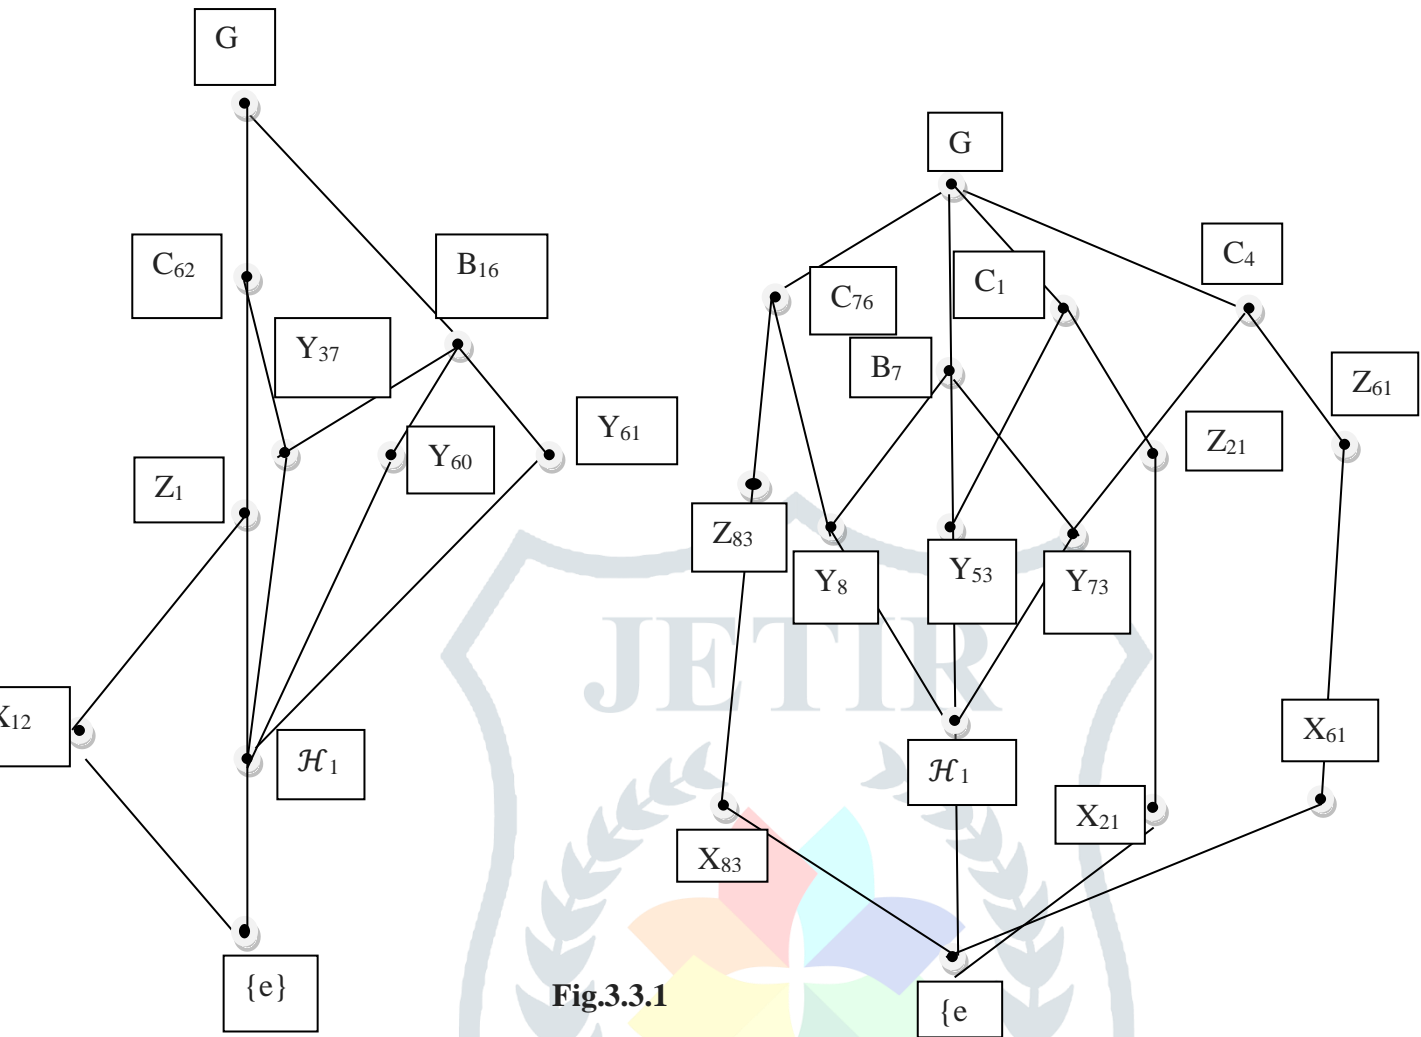 G
C62
B16
Y37
Y60
Y61
Z1
X12
ℋ1
{e}
G
C4
C76
C1
B7
Z61
Z21
Z83
Y8
Y53
Y73
X61
ℋ1
X21
X83
{e
Fig.3.3.1
JETIR